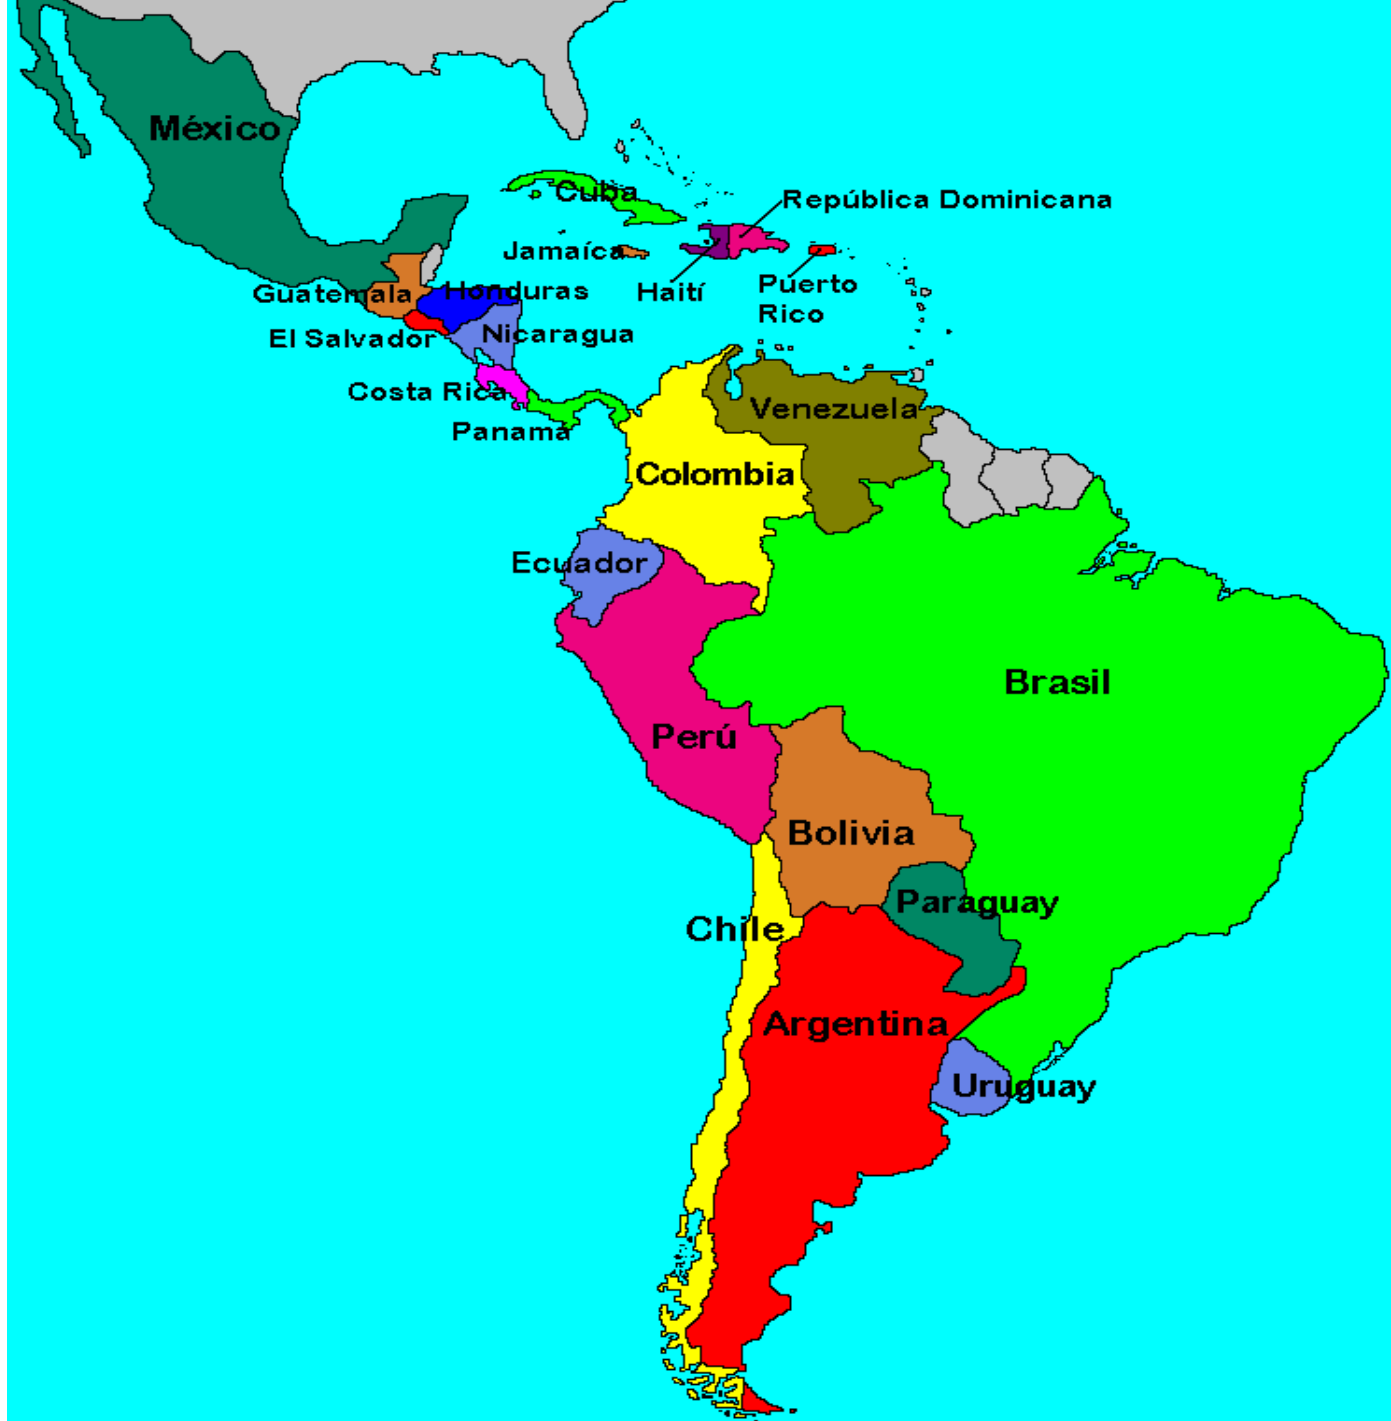 México
Cuba
República Dominicana
Jamaíca
Haití
Puerto
Rico
Guatemala
Honduras
El Salvador
Nicaragua
Costa Rica
Panamá
Venezuela
Colombia
Ecuador
Brasil
Perú
Bolivia
Paraguay
Chile
Argentina
Uruguay